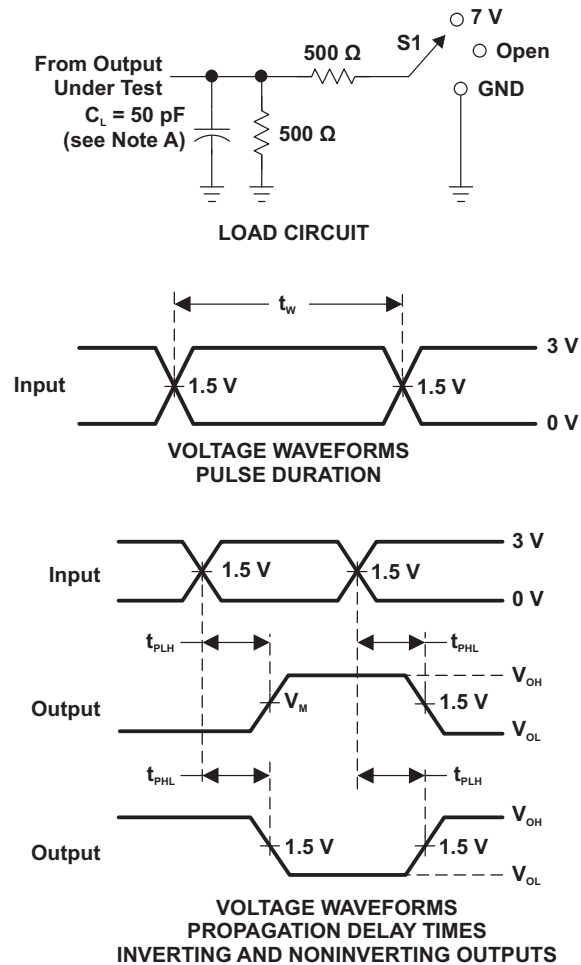 7 V
S1
Open
500 Ω
GND
From Output
Under Test
C_L = 50 pF
(see Note A)
500 Ω
LOAD CIRCUIT
t_W
3 V
Input
1.5 V
1.5 V
0 V
VOLTAGE WAVEFORMS
PULSE DURATION
3 V
Input
1.5 V
1.5 V
0 V
t_PLH
t_PHL
V_OH
Output
V_M
1.5 V
V_OL
t_PHL
t_PLH
V_OH
Output
1.5 V
1.5 V
V_OL
VOLTAGE WAVEFORMS
PROPAGATION DELAY TIMES
INVERTING AND NONINVERTING OUTPUTS